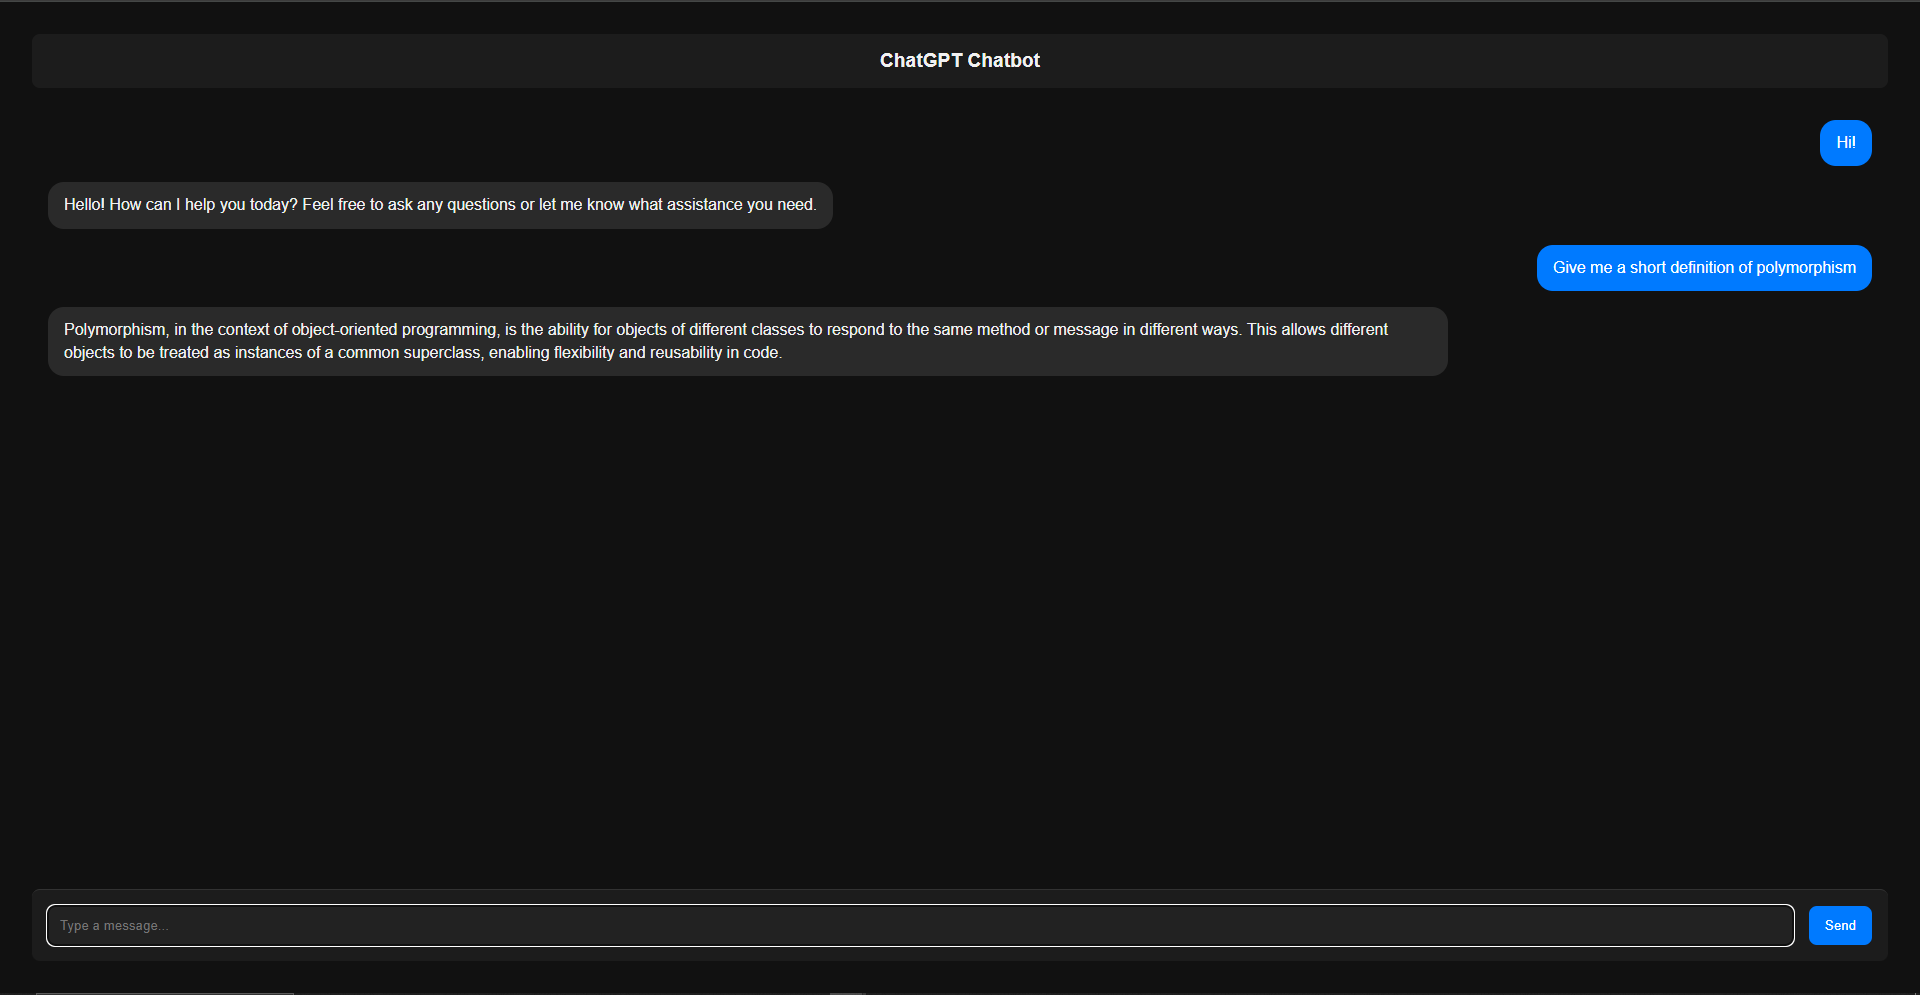 ChatGPT Chatbot
Hi!
Hello! How can I help you today? Feel free to ask any questions or let me know what assistance you need.
Give me a short definition of polymorphism
Polymorphism, in the context of object-oriented programming, is the ability for objects of different classes to respond to the same method or message in different ways. This allows different
objects to be treated as instances of a common superclass, enabling flexibility and reusability in code.
Type a message...
Send